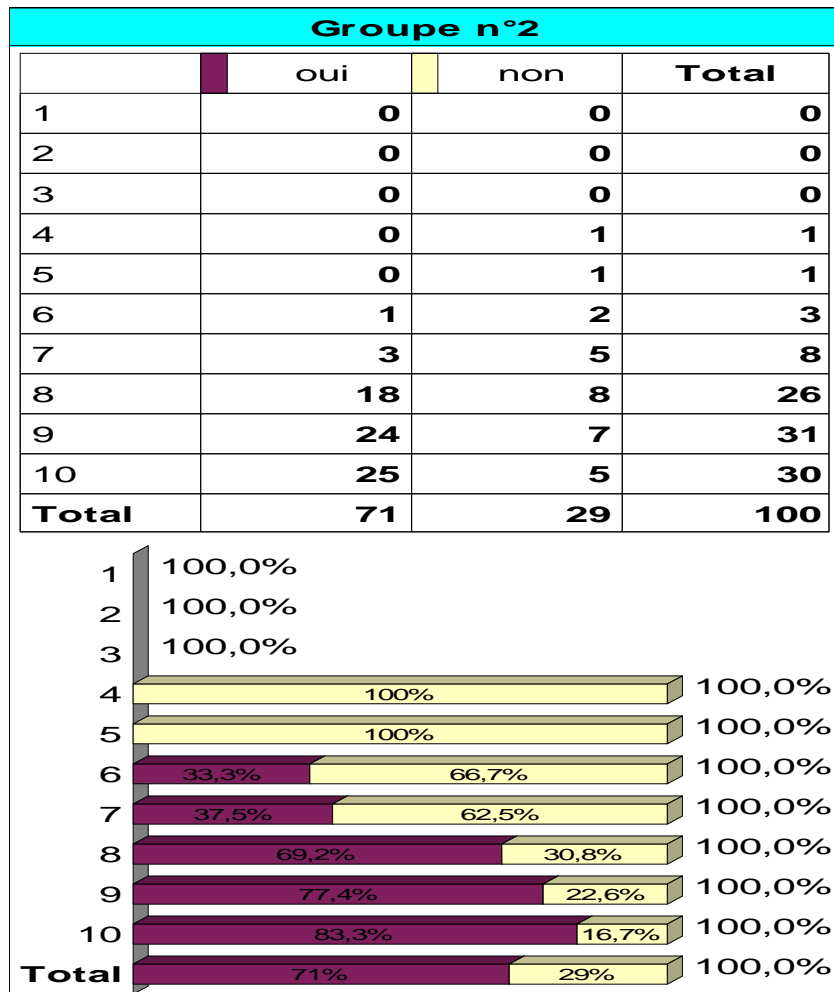 Groupe n°2
oui non Total
1 0 0 0
2 0 0 0
3 0 0 0
4 0 1 1
5 0 1 1
6 1 2 3
7 3 5 8
8 18 8 26
9 24 7 31
10 25 5 30
Total 71 29 100
1 100,0%
2 100,0%
3 100,0%
4 100% 100,0%
5 100% 100,0%
6 33,3% 66,7% 100,0%
7 37,5% 62,5% 100,0%
8 69,2% 30,8% 100,0%
9 77,4% 22,6% 100,0%
10 83,3% 16,7% 100,0%
Total 71% 29% 100,0%